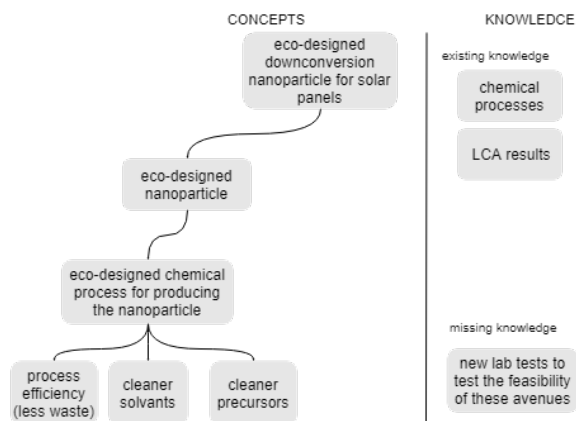 CONCEPTS
KNOWLEDGE
eco-designed
downconversion
nanoparticle for solar
panels
existing knowledge
chemical
processes
LCA results
eco-designed
nanoparticle
eco-designed chemical
process for producing
the nanoparticle
missing knowledge
process
efficiency
(less waste)
cleaner
solvants
cleaner
precursors
new lab tests to
test the feasibility
of these avenues